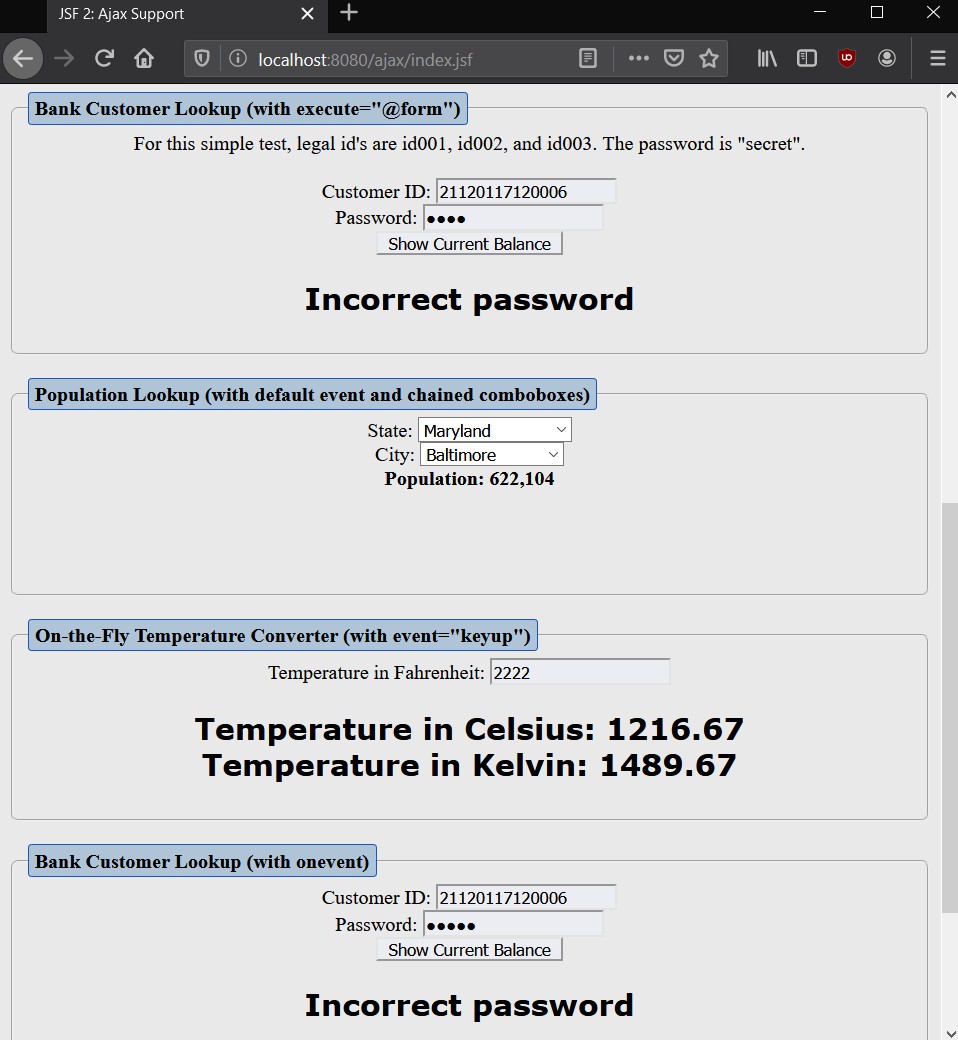 JSF 2: Ajax Support
localhost:8080/ajax/index.jsf
Bank Customer Lookup (with execute="@form")
For this simple test, legal id's are id001, id002, and id003. The password is "secret".
Customer ID: 21120117120006
Password: ●●●●
Show Current Balance
Incorrect password
Population Lookup (with default event and chained comboboxes)
State: Maryland
City: Baltimore
Population: 622,104
On-the-Fly Temperature Converter (with event="keyup")
Temperature in Fahrenheit: 2222
Temperature in Celsius: 1216.67
Temperature in Kelvin: 1489.67
Bank Customer Lookup (with onevent)
Customer ID: 21120117120006
Password: ●●●●●
Show Current Balance
Incorrect password